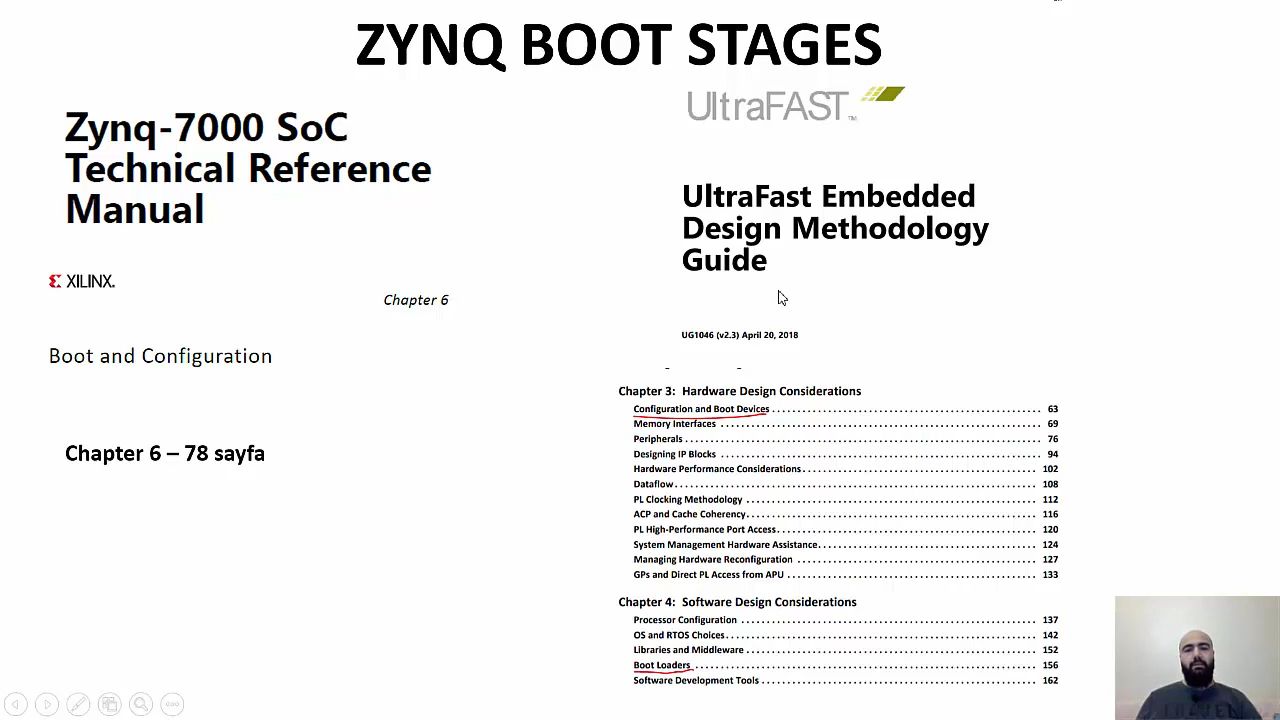 ZYNQ BOOT STAGES
Zynq-7000 SoC
Technical Reference
Manual
XILINX.
Chapter 6
Boot and Configuration
Chapter 6 – 78 sayfa
UltraFAST™
UltraFast Embedded
Design Methodology
Guide
UG1046 (v2.3) April 20, 2018
Chapter 3: Hardware Design Considerations
Configuration and Boot Devices . . . . . . . . . . 63
Memory Interfaces . . . . . . . . . . 69
Peripherals . . . . . . . . . . 76
Designing IP Blocks . . . . . . . . . . 94
Hardware Performance Considerations . . . . . . . . . . 102
Dataflow . . . . . . . . . . 108
PL Clocking Methodology . . . . . . . . . . 112
ACP and Cache Coherency . . . . . . . . . . 116
PL High-Performance Port Access . . . . . . . . . . 120
System Management Hardware Assistance . . . . . . . . . . 124
Managing Hardware Reconfiguration . . . . . . . . . . 127
GPs and Direct PL Access from APU . . . . . . . . . . 133
Chapter 4: Software Design Considerations
Processor Configuration . . . . . . . . . . 137
OS and RTOS Choices . . . . . . . . . . 142
Libraries and Middleware . . . . . . . . . . 152
Boot Loaders . . . . . . . . . . 156
Software Development Tools . . . . . . . . . . 162